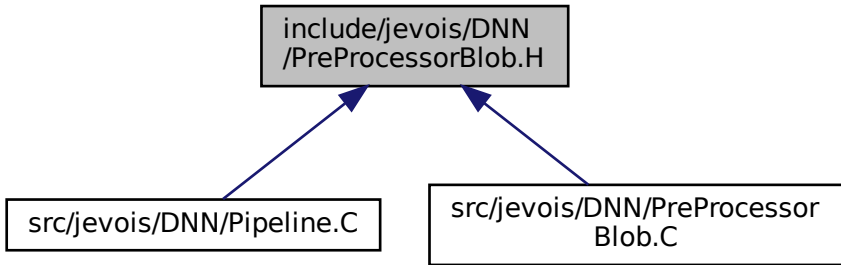 include/jevois/DNN
/PreProcessorBlob.H
src/jevois/DNN/Pipeline.C
src/jevois/DNN/PreProcessor
Blob.C